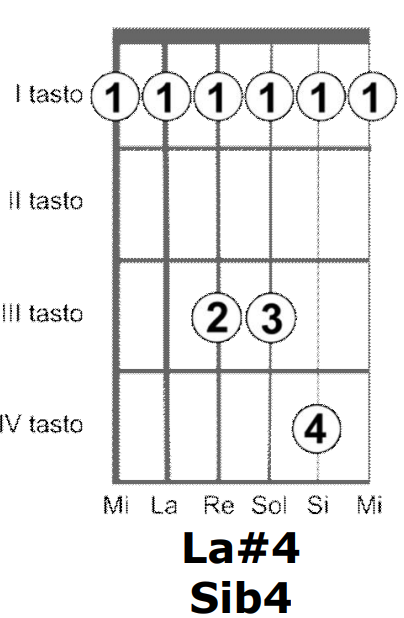 I tasto 1 1 1 1 1 1
II tasto
III tasto 2 3
IV tasto 4
Mi La Re Sol Si Mi
La#4
Sib4